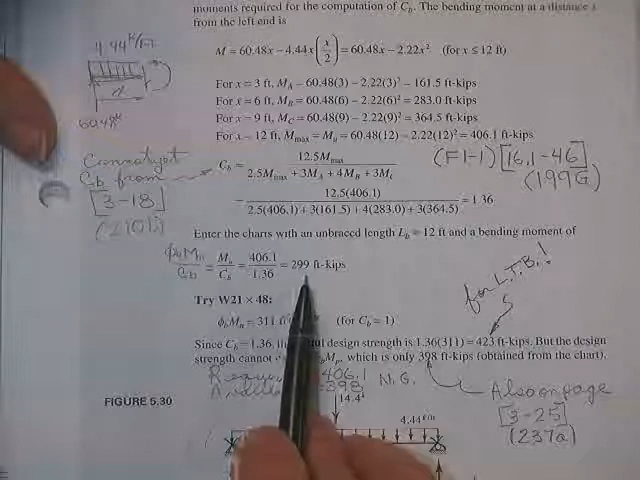 moments required for the computation of Cb. The bending moment at a distance x
from the left end is
4.44 k/FT
M = 60.48x − 4.44x(x/2) = 60.48x − 2.22x² (for x ≤ 12 ft)
x
For x = 3 ft, MA = 60.48(3) − 2.22(3)² = 161.5 ft-kips
For x = 6 ft, MB = 60.48(6) − 2.22(6)² = 283.0 ft-kips
For x = 9 ft, MC = 60.48(9) − 2.22(9)² = 364.5 ft-kips
60.48k
For x = 12 ft, Mmax = Mu = 60.48(12) − 2.22(12)² = 406.1 ft-kips
Cb from
[3-18]
Cb = 12.5Mmax / (2.5Mmax + 3MA + 4MB + 3MC)
(F1-1) [16.1-46]
(199G)
= 12.5(406.1) / (2.5(406.1) + 3(161.5) + 4(283.0) + 3(364.5)) = 1.36
Enter the charts with an unbraced length Lb = 12 ft and a bending moment of
ϕbMn/Cb = Mu/Cb = 406.1/1.36 = 299 ft-kips
for L.T.B.!
Try W21 × 48:
ϕbMn = 311 (for Cb = 1)
Since Cb = 1.36, design strength is 1.36(311) = 423 ft-kips. But the design
strength cannot Mp, which is only 398 ft-kips (obtained from the chart).
406.1 N.G.
398
Also on page
[3-25]
(237a)
FIGURE 5.30
14.4k
4.44